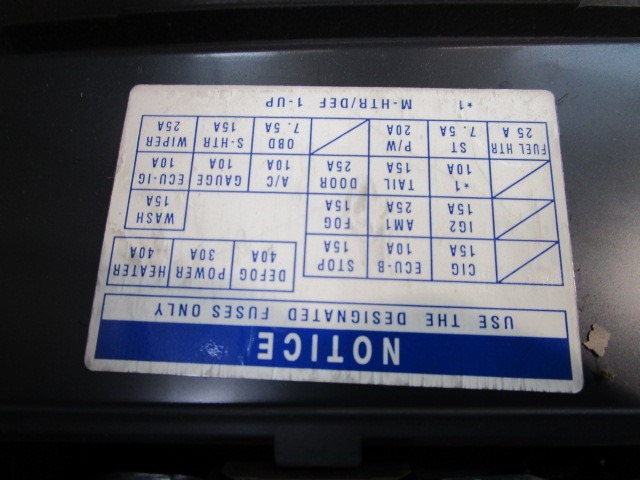 NOTICE
USE THE DESIGNATED FUSES ONLY
CIG ECU-B STOP DEFOG POWER HEATER
15A 10A 15A 40A 30A 40A
IG2 AM1 FOG WASH
15A 25A 15A 15A
*1 TAIL DOOR A/C GAUGE ECU-IG
10A 15A 25A 10A 10A 10A
FUEL HTR ST P/W OBD S-HTR WIPER
25A 7.5A 20A 7.5A 15A 25A
*1 M-HTR/DEF 1-UP